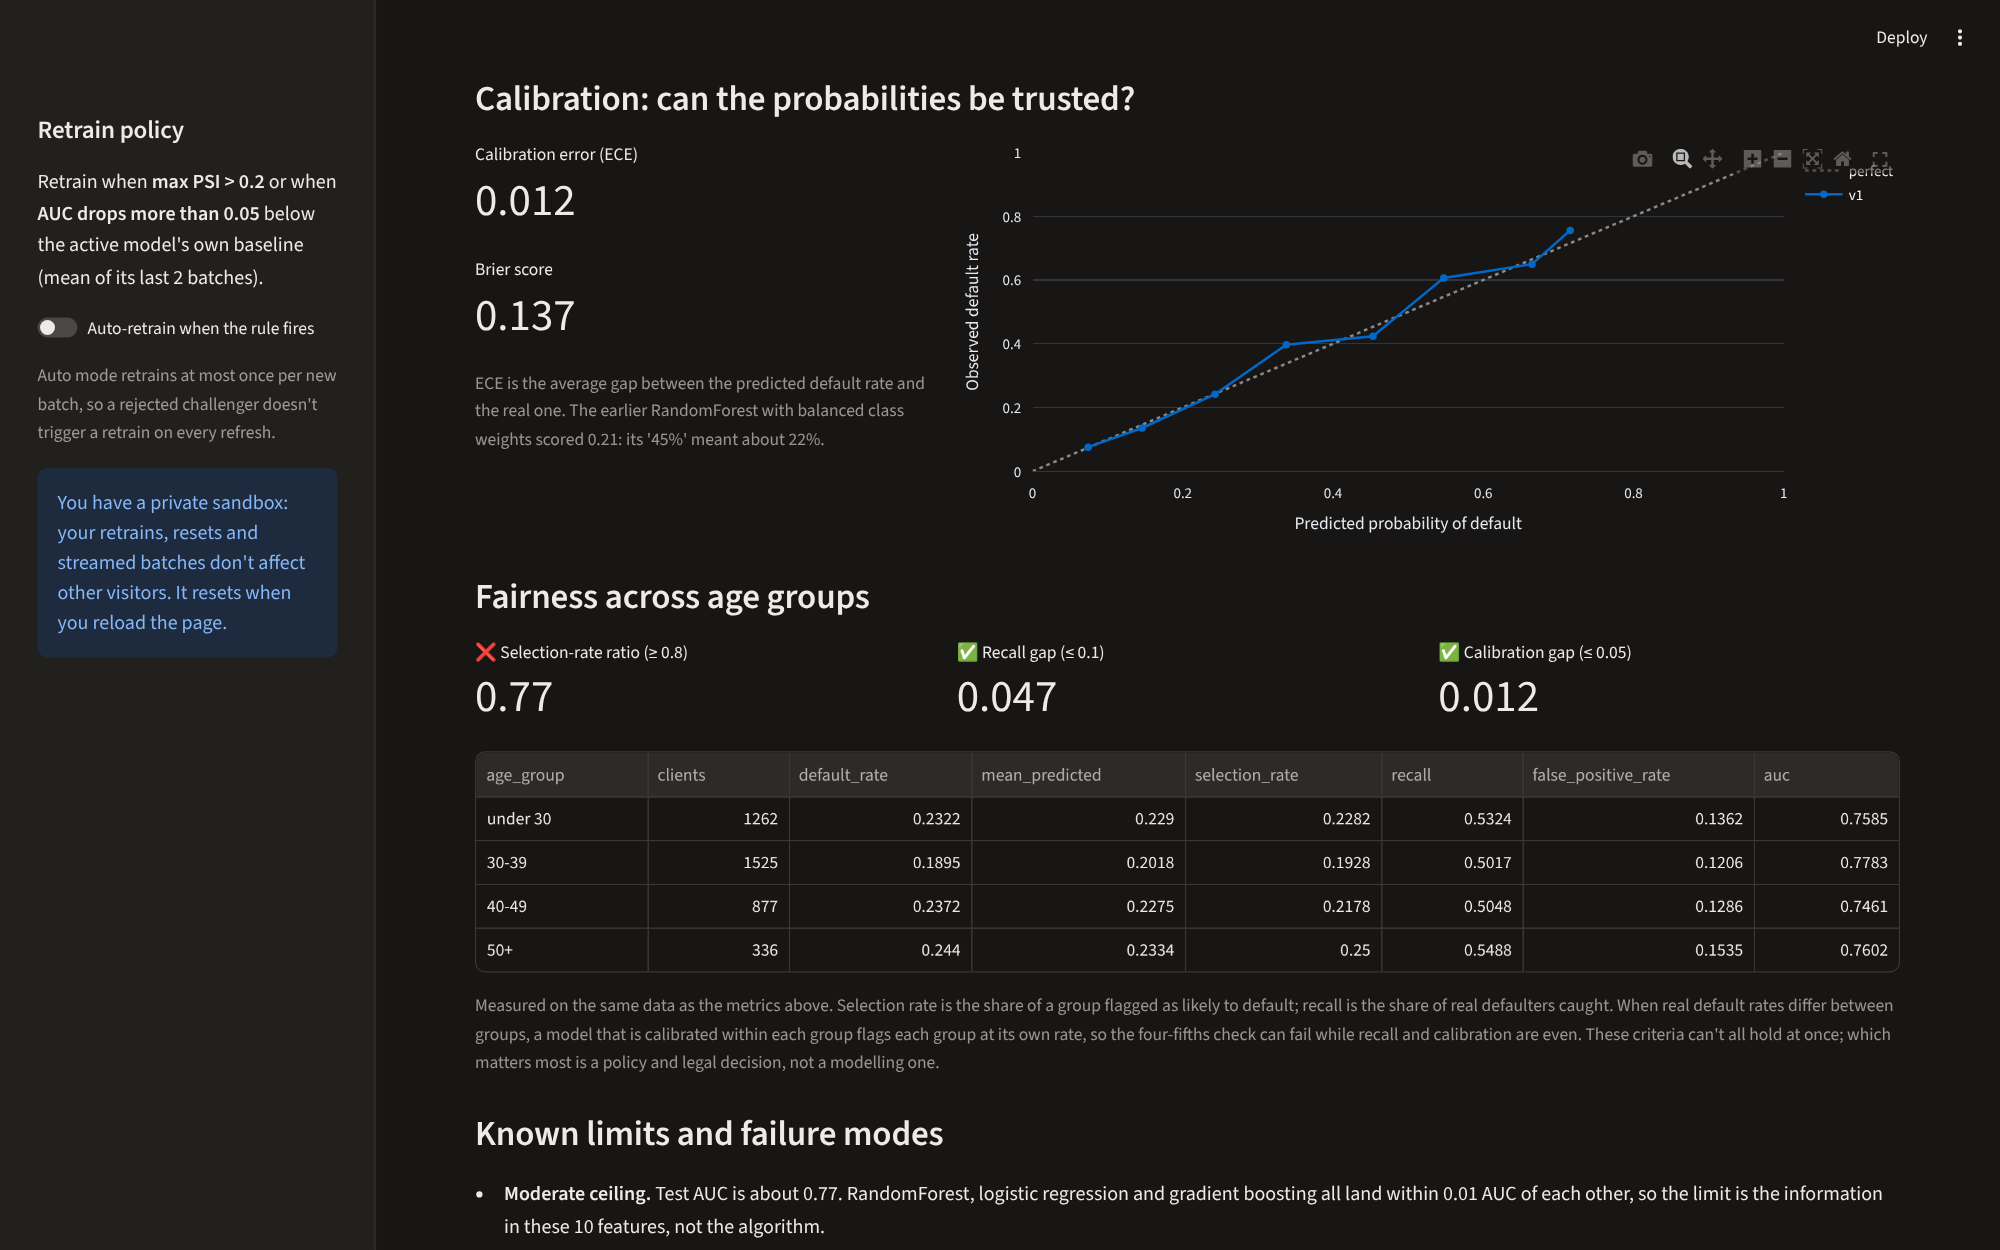 Deploy
Retrain policy
Retrain when max PSI > 0.2 or when
AUC drops more than 0.05 below
the active model's own baseline
(mean of its last 2 batches).
Auto-retrain when the rule fires
Auto mode retrains at most once per new
batch, so a rejected challenger doesn't
trigger a retrain on every refresh.
You have a private sandbox:
your retrains, resets and
streamed batches don't affect
other visitors. It resets when
you reload the page.
Calibration: can the probabilities be trusted?
Calibration error (ECE)
0.012
Brier score
0.137
ECE is the average gap between the predicted default rate and
the real one. The earlier RandomForest with balanced class
weights scored 0.21: its '45%' meant about 22%.
Observed default rate
1
0.8
0.6
0.4
0.2
0
0 0.2 0.4 0.6 0.8 1
Predicted probability of default
perfect
v1
Fairness across age groups
❌ Selection-rate ratio (≥ 0.8)
0.77
✅ Recall gap (≤ 0.1)
0.047
✅ Calibration gap (≤ 0.05)
0.012
age_group clients default_rate mean_predicted selection_rate recall false_positive_rate auc
under 30 1262 0.2322 0.229 0.2282 0.5324 0.1362 0.7585
30-39 1525 0.1895 0.2018 0.1928 0.5017 0.1206 0.7783
40-49 877 0.2372 0.2275 0.2178 0.5048 0.1286 0.7461
50+ 336 0.244 0.2334 0.25 0.5488 0.1535 0.7602
Measured on the same data as the metrics above. Selection rate is the share of a group flagged as likely to default; recall is the share of real defaulters caught. When real default rates differ between
groups, a model that is calibrated within each group flags each group at its own rate, so the four-fifths check can fail while recall and calibration are even. These criteria can't all hold at once; which
matters most is a policy and legal decision, not a modelling one.
Known limits and failure modes
• Moderate ceiling. Test AUC is about 0.77. RandomForest, logistic regression and gradient boosting all land within 0.01 AUC of each other, so the limit is the information
in these 10 features, not the algorithm.